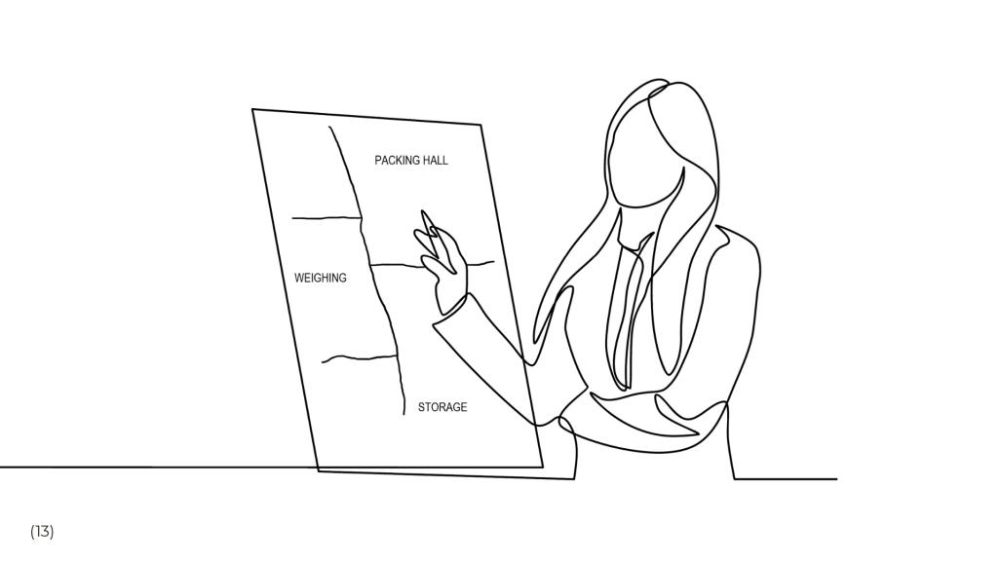 PACKING HALL
WEIGHING
STORAGE
(13)